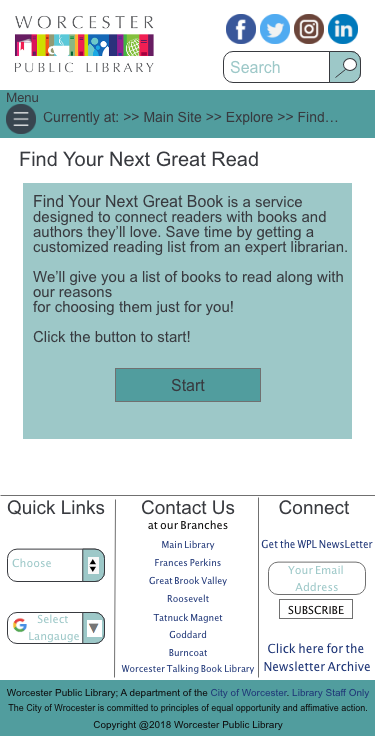 WORCESTER
PUBLIC LIBRARY
Search
Menu
Currently at: >> Main Site >> Explore >> Find...
Find Your Next Great Read
Find Your Next Great Book is a service
designed to connect readers with books and
authors they’ll love. Save time by getting a
customized reading list from an expert librarian.
We’ll give you a list of books to read along with
our reasons
for choosing them just for you!
Click the button to start!
Start
Quick Links
Choose
Select
Langauge
Contact Us
at our Branches
Main Library
Frances Perkins
Great Brook Valley
Roosevelt
Tatnuck Magnet
Goddard
Burncoat
Worcester Talking Book Library
Connect
Get the WPL NewsLetter
Your Email
Address
SUBSCRIBE
Click here for the
Newsletter Archive
Worcester Public Library; A department of the City of Worcester. Library Staff Only
The City of Wrocester is committed to principles of equal opportunity and affimative action.
Copyright @2018 Worcester Public Library